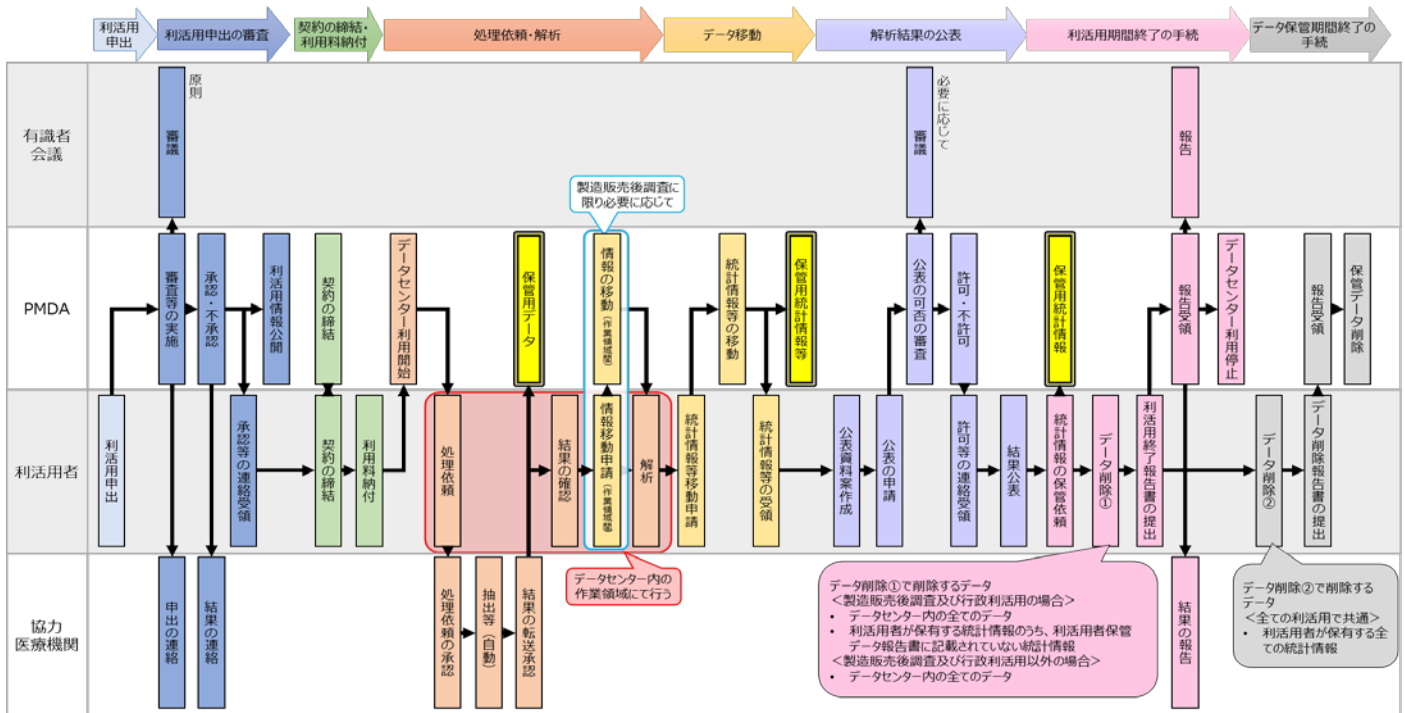 利活用
申出
利活用申出の審査
契約の締結・
利用料納付
処理依頼・解析
データ移動
解析結果の公表
利活用期間終了の手続
データ保管期間終了の
手続
有識者
会議
審議
原則
審議
必要に応じて
報告
製造販売後調査に
限り必要に応じて
PMDA
審査等の実施
承認・不承認
利活用情報公開
契約の締結
データセンター利用開始
保管用データ
情報の移動(作業領域間)
統計情報等の移動
保管用統計情報等
公表の可否の審査
許可・不許可
保管用統計情報
報告受領
データセンター利用停止
報告受領
保管データ削除
利活用者
利活用申出
承認等の連絡受領
契約の締結
利用料納付
処理依頼
結果の確認
情報移動申請(作業領域間)
解析
統計情報等移動申請
統計情報等の受領
公表資料案作成
公表の申請
許可等の連絡受領
結果公表
統計情報の保管依頼
データ削除①
利活用終了報告書の提出
データ削除②
データ削除報告書の提出
協力
医療機関
申出の連絡
結果の連絡
処理依頼の承認
抽出等(自動)
結果の転送承認
データセンター内の
作業領域にて行う
データ削除①で削除するデータ
<製造販売後調査及び行政利活用の場合>
• データセンター内の全てのデータ
• 利活用者が保有する統計情報のうち、利活用者保管
データ報告書に記載されていない統計情報
<製造販売後調査及び行政利活用以外の場合>
• データセンター内の全てのデータ
結果の報告
データ削除②で削除する
データ
<全ての利活用で共通>
• 利活用者が保有する全
ての統計情報